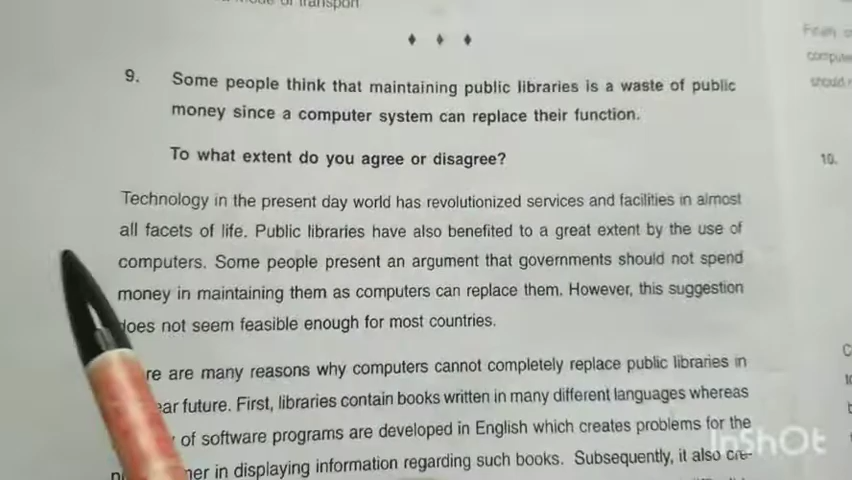 of transport
♦ ♦ ♦
9. Some people think that maintaining public libraries is a waste of public
money since a computer system can replace their function.
To what extent do you agree or disagree?
Technology in the present day world has revolutionized services and facilities in almost
all facets of life. Public libraries have also benefited to a great extent by the use of
computers. Some people present an argument that governments should not spend
money in maintaining them as computers can replace them. However, this suggestion
does not seem feasible enough for most countries.
re are many reasons why computers cannot completely replace public libraries in
ear future. First, libraries contain books written in many different languages whereas
of software programs are developed in English which creates problems for the
in displaying information regarding such books. Subsequently, it also cre-
Finally
compute
should
10.
InShOt